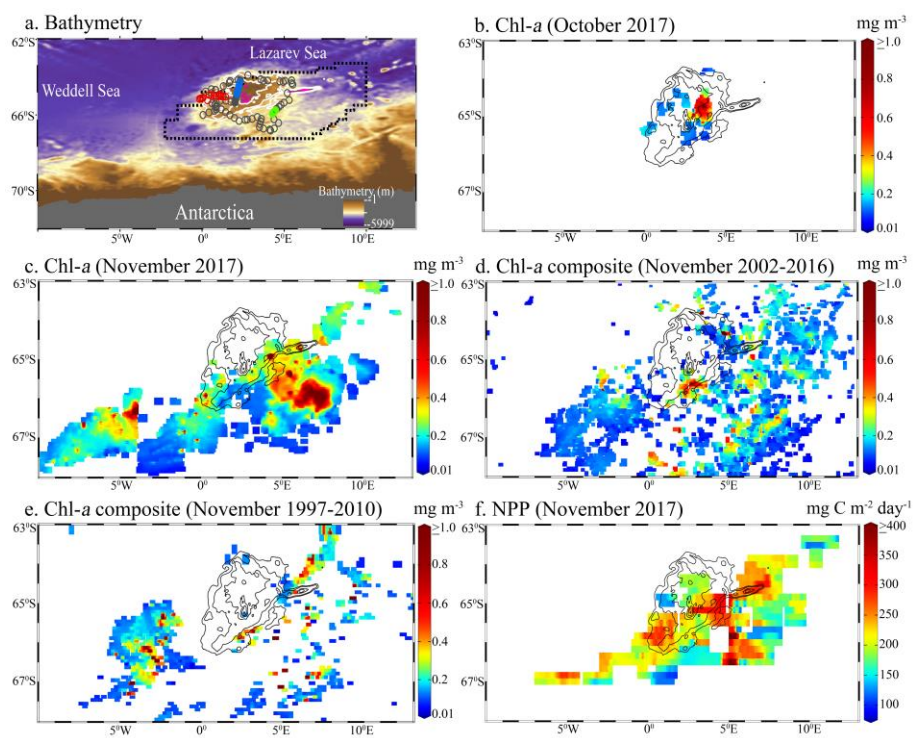 a. Bathymetry
62°S
66°S
70°S
Lazarev Sea
Weddell Sea
Bathymetry (m)
-1
-5999
Antarctica
5°W
0°
5°E
10°E
b. Chl-a (October 2017)
mg m-3
63°S
65°S
67°S
≥1.0
0.8
0.6
0.4
0.2
0.01
5°W
0°
5°E
10°E
c. Chl-a (November 2017)
mg m-3
63°S
65°S
67°S
≥1.0
0.8
0.6
0.4
0.2
0.01
5°W
0°
5°E
10°E
d. Chl-a composite (November 2002-2016)
mg m-3
63°S
65°S
67°S
≥1.0
0.8
0.6
0.4
0.2
0.01
5°W
0°
5°E
10°E
e. Chl-a composite (November 1997-2010)
mg m-3
63°S
65°S
67°S
≥1.0
0.8
0.6
0.4
0.2
0.01
5°W
0°
5°E
10°E
f. NPP (November 2017)
mg C m-2 day-1
63°S
65°S
67°S
≥400
350
300
250
200
150
100
5°W
0°
5°E
10°E